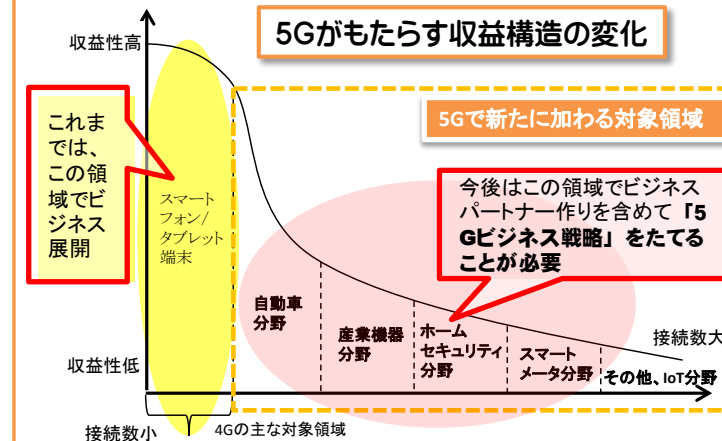 5Gがもたらす収益構造の変化
収益性高
5Gで新たに加わる対象領域
これま
では、
この領
域でビ
ジネス
展開
スマート
フォン/
タブレット
端末
今後はこの領域でビジネス
パートナー作りを含めて「5
Gビジネス戦略」をたてる
ことが必要
自動車
分野
産業機器
分野
ホーム
セキュリティ
分野
スマート
メータ分野
その他、IoT分野
接続数大
収益性低
接続数小
4Gの主な対象領域